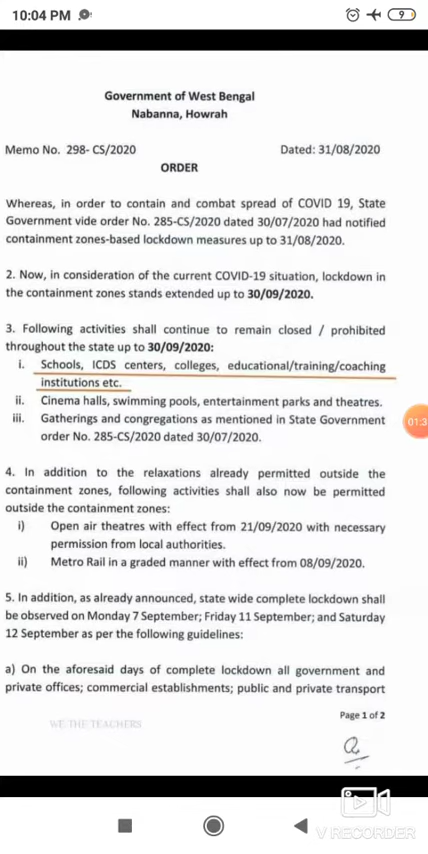 10:04 PM
9
Government of West Bengal
Nabanna, Howrah
Memo No. 298- CS/2020 Dated: 31/08/2020
ORDER
Whereas, in order to contain and combat spread of COVID 19, State
Government vide order No. 285-CS/2020 dated 30/07/2020 had notified
containment zones-based lockdown measures up to 31/08/2020.
2. Now, in consideration of the current COVID-19 situation, lockdown in
the containment zones stands extended up to 30/09/2020.
3. Following activities shall continue to remain closed / prohibited
throughout the state up to 30/09/2020:
i. Schools, ICDS centers, colleges, educational/training/coaching
institutions etc.
ii. Cinema halls, swimming pools, entertainment parks and theatres.
iii. Gatherings and congregations as mentioned in State Government
order No. 285-CS/2020 dated 30/07/2020.
01:3
4. In addition to the relaxations already permitted outside the
containment zones, following activities shall also now be permitted
outside the containment zones:
i) Open air theatres with effect from 21/09/2020 with necessary
permission from local authorities.
ii) Metro Rail in a graded manner with effect from 08/09/2020.
5. In addition, as already announced, state wide complete lockdown shall
be observed on Monday 7 September; Friday 11 September; and Saturday
12 September as per the following guidelines:
a) On the aforesaid days of complete lockdown all government and
private offices; commercial establishments; public and private transport
Page 1 of 2
WE THE TEACHERS
V RECORDER